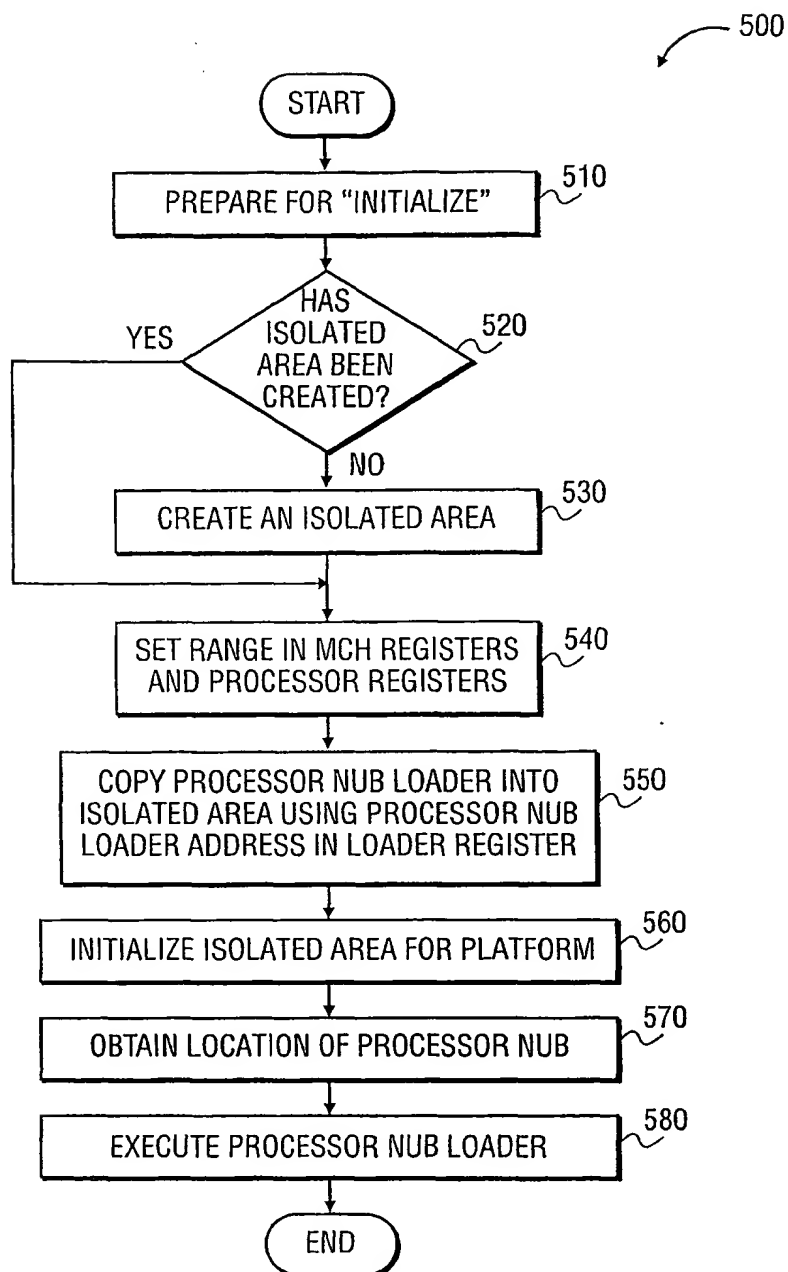 500
START
PREPARE FOR “INITIALIZE”
510
HAS
ISOLATED
AREA BEEN
CREATED?
520
YES
NO
CREATE AN ISOLATED AREA
530
SET RANGE IN MCH REGISTERS
AND PROCESSOR REGISTERS
540
COPY PROCESSOR NUB LOADER INTO
ISOLATED AREA USING PROCESSOR NUB
LOADER ADDRESS IN LOADER REGISTER
550
INITIALIZE ISOLATED AREA FOR PLATFORM
560
OBTAIN LOCATION OF PROCESSOR NUB
570
EXECUTE PROCESSOR NUB LOADER
580
END